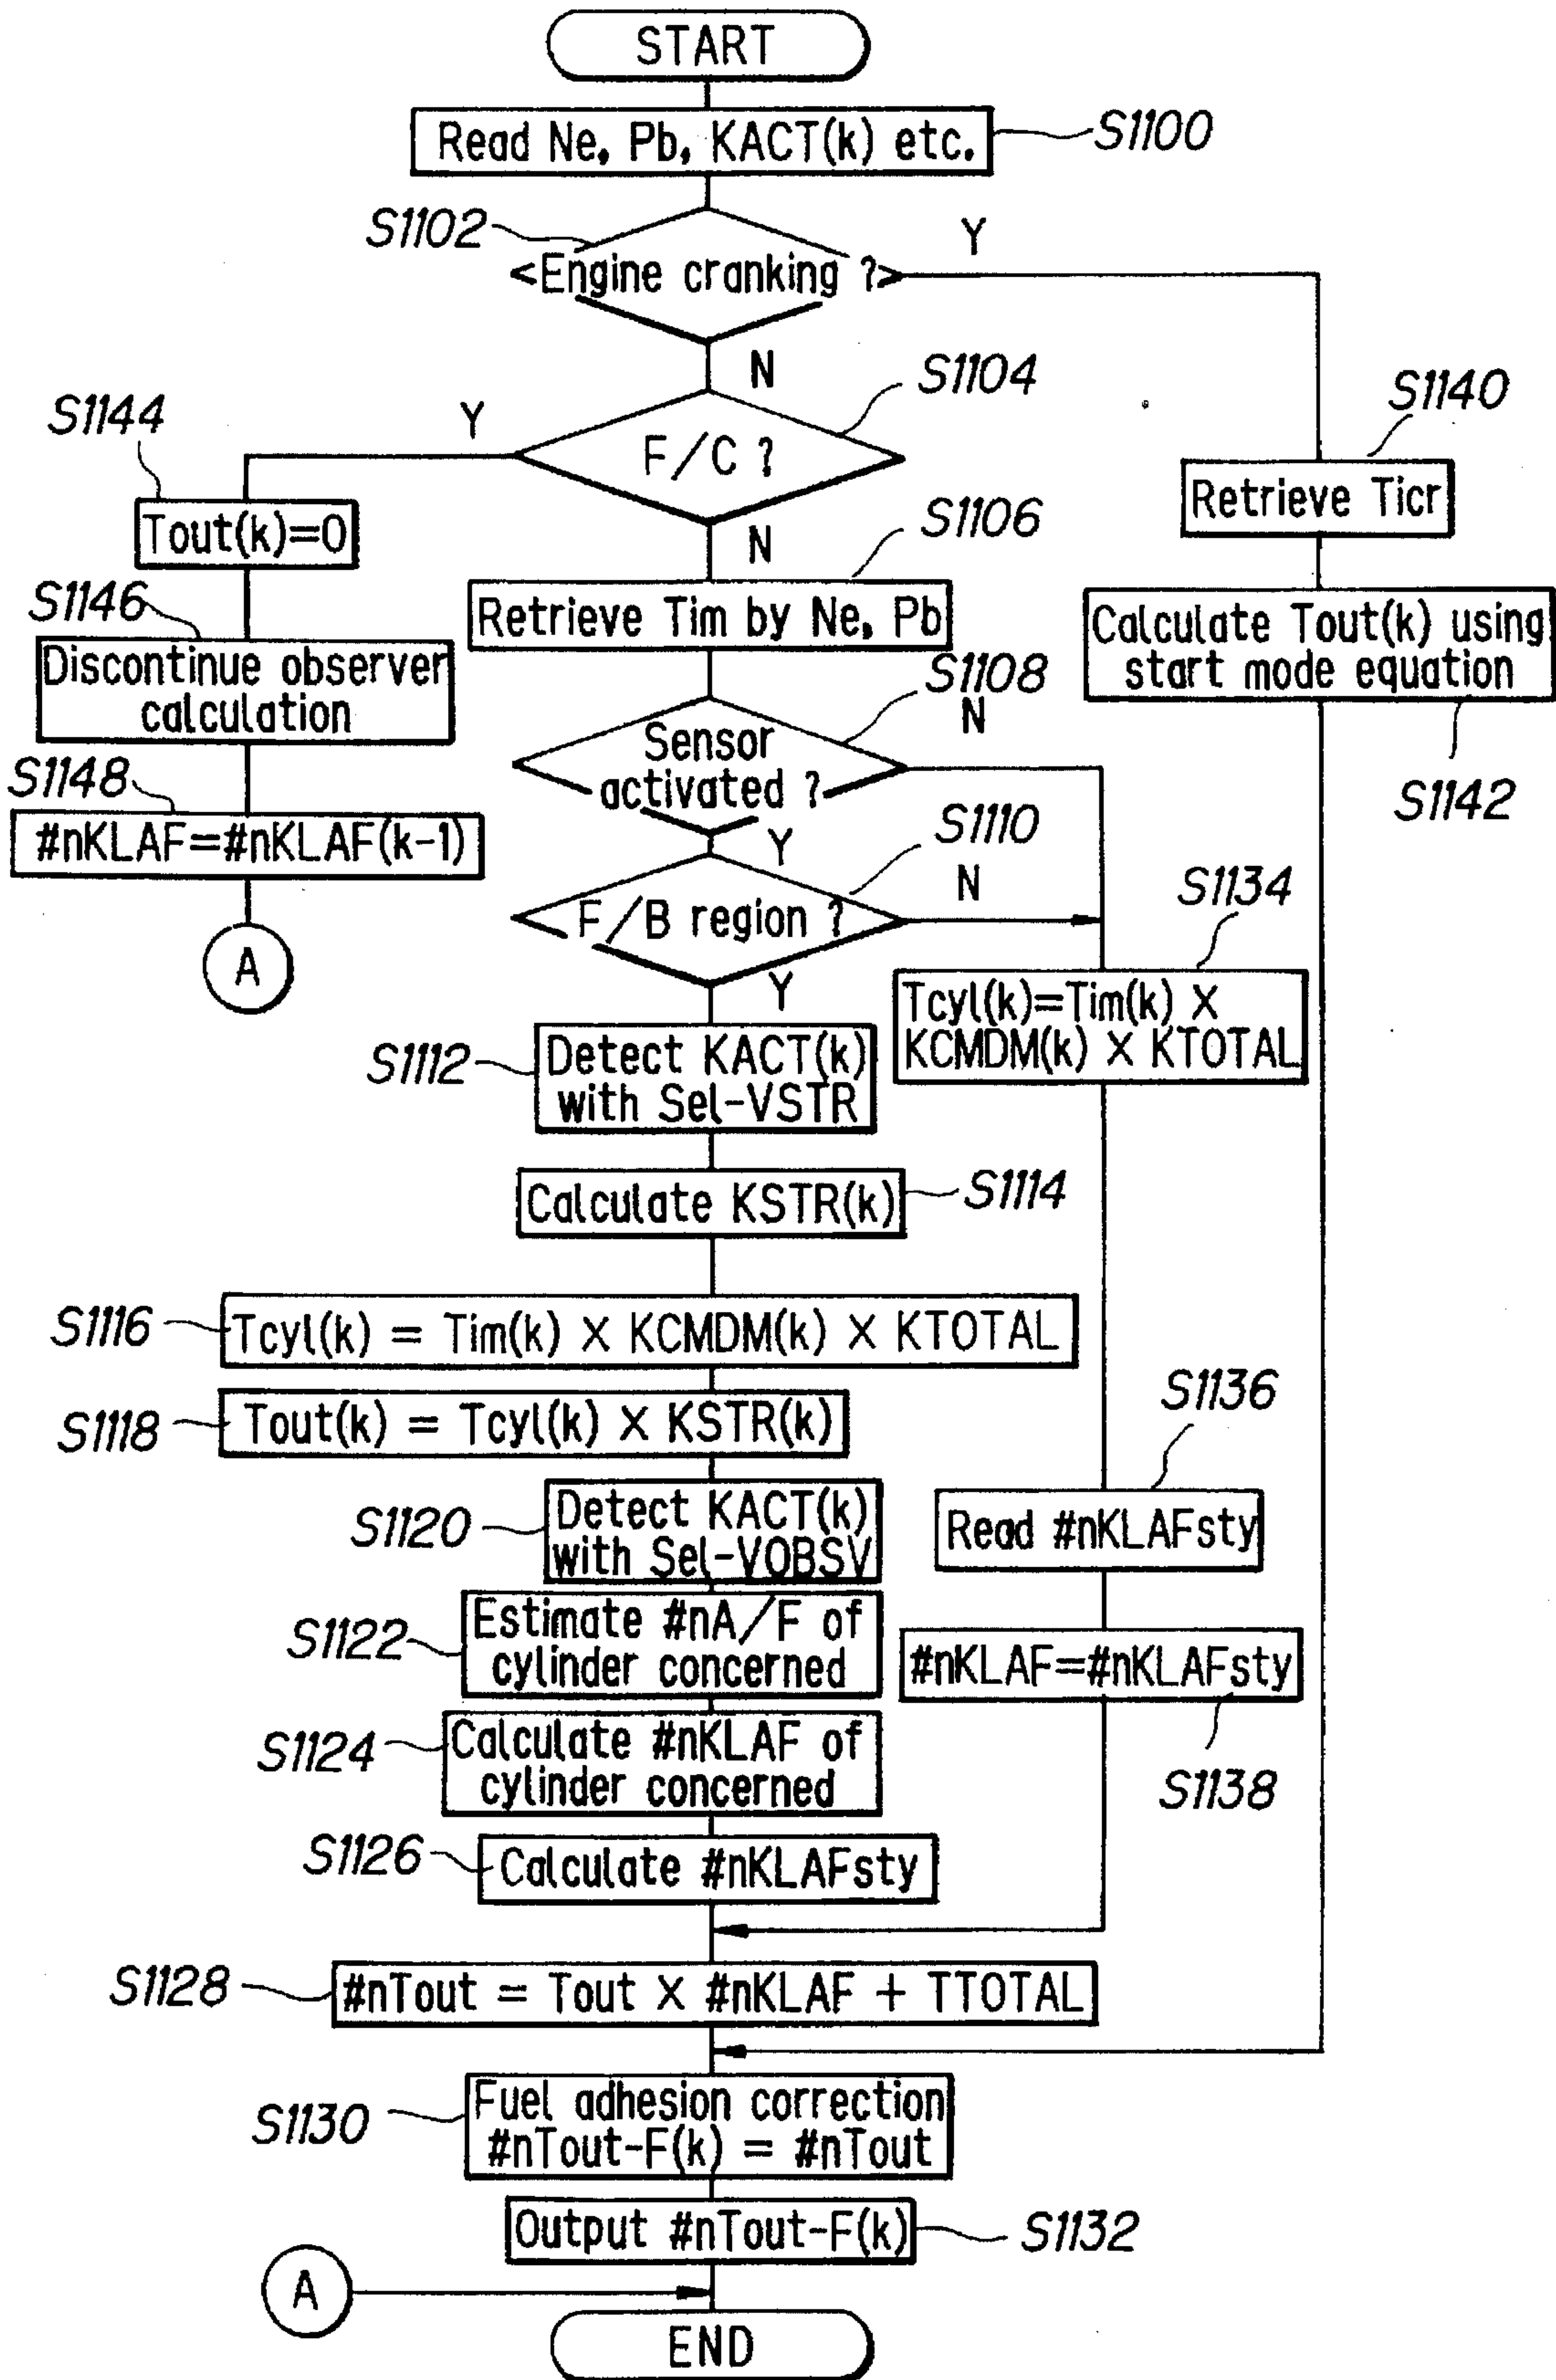 START
Read Ne, Pb, KACT(k) etc.
S1100
S1102
<Engine cranking ?>
Y
N
S1104
F/C ?
Y
N
S1140
Retrieve Ticr
S1144
Tout(k)=0
S1106
Retrieve Tim by Ne, Pb
Calculate Tout(k) using
start mode equation
S1142
S1146
Discontinue observer
calculation
S1108
N
Sensor
activated ?
Y
S1148
#nKLAF=#nKLAF(k-1)
A
S1110
N
F/B region ?
Y
S1134
Tcyl(k)=Tim(k) X
KCMDM(k) X KTOTAL
S1112
Detect KACT(k)
with Sel-VSTR
Calculate KSTR(k)
S1114
S1116
Tcyl(k) = Tim(k) X KCMDM(k) X KTOTAL
S1118
Tout(k) = Tcyl(k) X KSTR(k)
S1136
Read #nKLAFsty
S1120
Detect KACT(k)
with Sel-VOBSV
S1122
Estimate #nA/F of
cylinder concerned
#nKLAF=#nKLAFsty
S1138
S1124
Calculate #nKLAF of
cylinder concerned
S1126
Calculate #nKLAFsty
S1128
#nTout = Tout X #nKLAF + TTOTAL
S1130
Fuel adhesion correction
#nTout-F(k) = #nTout
Output #nTout-F(k)
S1132
A
END